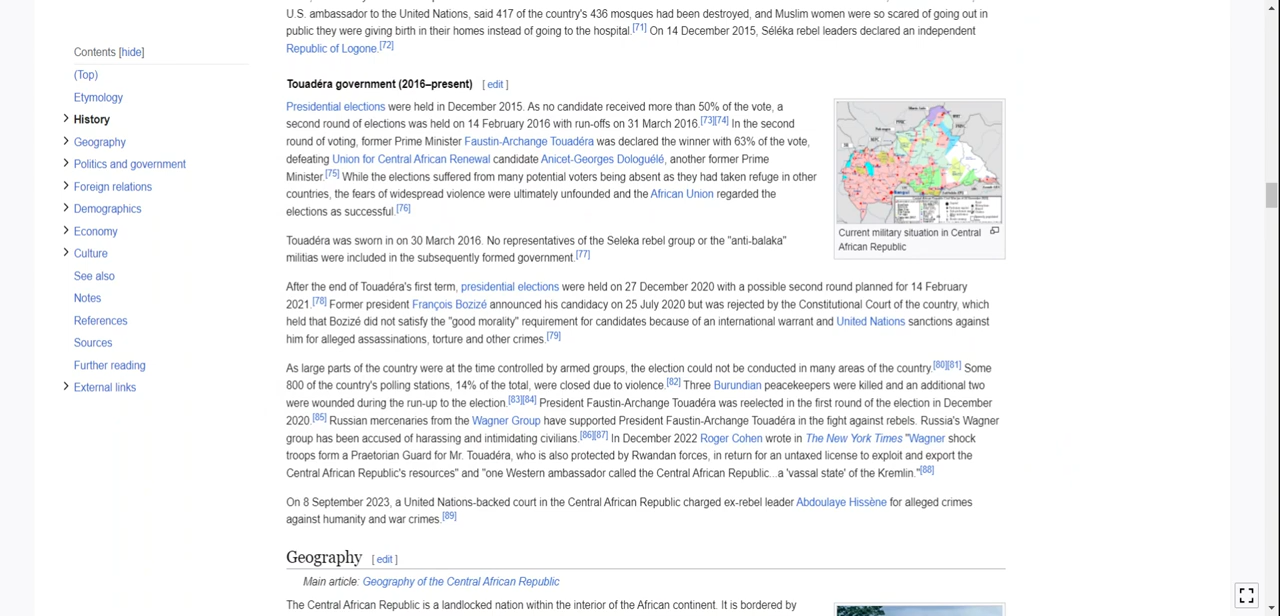 U.S. ambassador to the United Nations, said 417 of the country's 436 mosques had been destroyed, and Muslim women were so scared of going out in
public they were giving birth in their homes instead of going to the hospital.[71] On 14 December 2015, Séléka rebel leaders declared an independent
Republic of Logone.[72]
Contents [hide]
(Top)
Etymology
History
Geography
Politics and government
Foreign relations
Demographics
Economy
Culture
See also
Notes
References
Sources
Further reading
External links
Touadéra government (2016–present) [ edit ]
Presidential elections were held in December 2015. As no candidate received more than 50% of the vote, a
second round of elections was held on 14 February 2016 with run-offs on 31 March 2016.[73][74] In the second
round of voting, former Prime Minister Faustin-Archange Touadéra was declared the winner with 63% of the vote,
defeating Union for Central African Renewal candidate Anicet-Georges Dologuélé, another former Prime
Minister.[75] While the elections suffered from many potential voters being absent as they had taken refuge in other
countries, the fears of widespread violence were ultimately unfounded and the African Union regarded the
elections as successful.[76]
Current military situation in Central
African Republic
Touadéra was sworn in on 30 March 2016. No representatives of the Seleka rebel group or the "anti-balaka"
militias were included in the subsequently formed government.[77]
After the end of Touadéra's first term, presidential elections were held on 27 December 2020 with a possible second round planned for 14 February
2021.[78] Former president François Bozizé announced his candidacy on 25 July 2020 but was rejected by the Constitutional Court of the country, which
held that Bozizé did not satisfy the "good morality" requirement for candidates because of an international warrant and United Nations sanctions against
him for alleged assassinations, torture and other crimes.[79]
As large parts of the country were at the time controlled by armed groups, the election could not be conducted in many areas of the country.[80][81] Some
800 of the country's polling stations, 14% of the total, were closed due to violence.[82] Three Burundian peacekeepers were killed and an additional two
were wounded during the run-up to the election.[83][84] President Faustin-Archange Touadéra was reelected in the first round of the election in December
2020.[85] Russian mercenaries from the Wagner Group have supported President Faustin-Archange Touadéra in the fight against rebels. Russia's Wagner
group has been accused of harassing and intimidating civilians.[86][87] In December 2022 Roger Cohen wrote in The New York Times "Wagner shock
troops form a Praetorian Guard for Mr. Touadéra, who is also protected by Rwandan forces, in return for an untaxed license to exploit and export the
Central African Republic's resources" and "one Western ambassador called the Central African Republic...a 'vassal state' of the Kremlin."[88]
On 8 September 2023, a United Nations-backed court in the Central African Republic charged ex-rebel leader Abdoulaye Hissène for alleged crimes
against humanity and war crimes.[89]
Geography [ edit ]
Main article: Geography of the Central African Republic
The Central African Republic is a landlocked nation within the interior of the African continent. It is bordered by